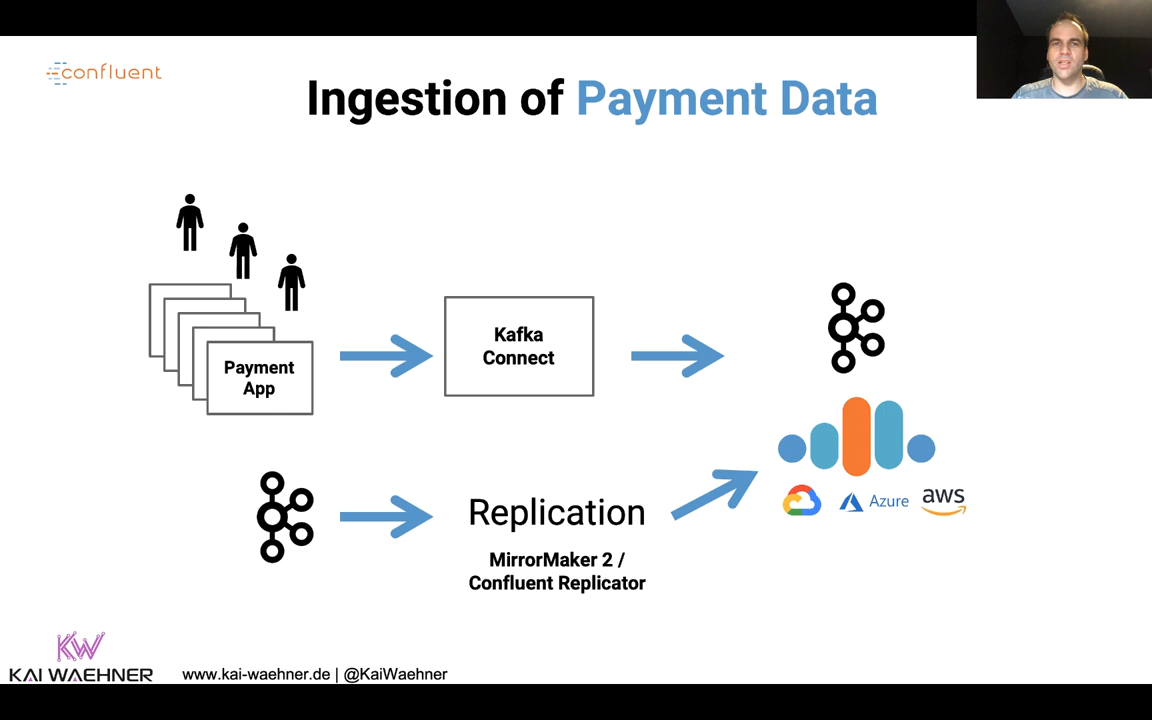 confluent
Ingestion of Payment Data
Payment
App
Kafka
Connect
Replication
MirrorMaker 2 /
Confluent Replicator
Azure
aws
KW
KAI WAEHNER
www.kai-waehner.de | @KaiWaehner